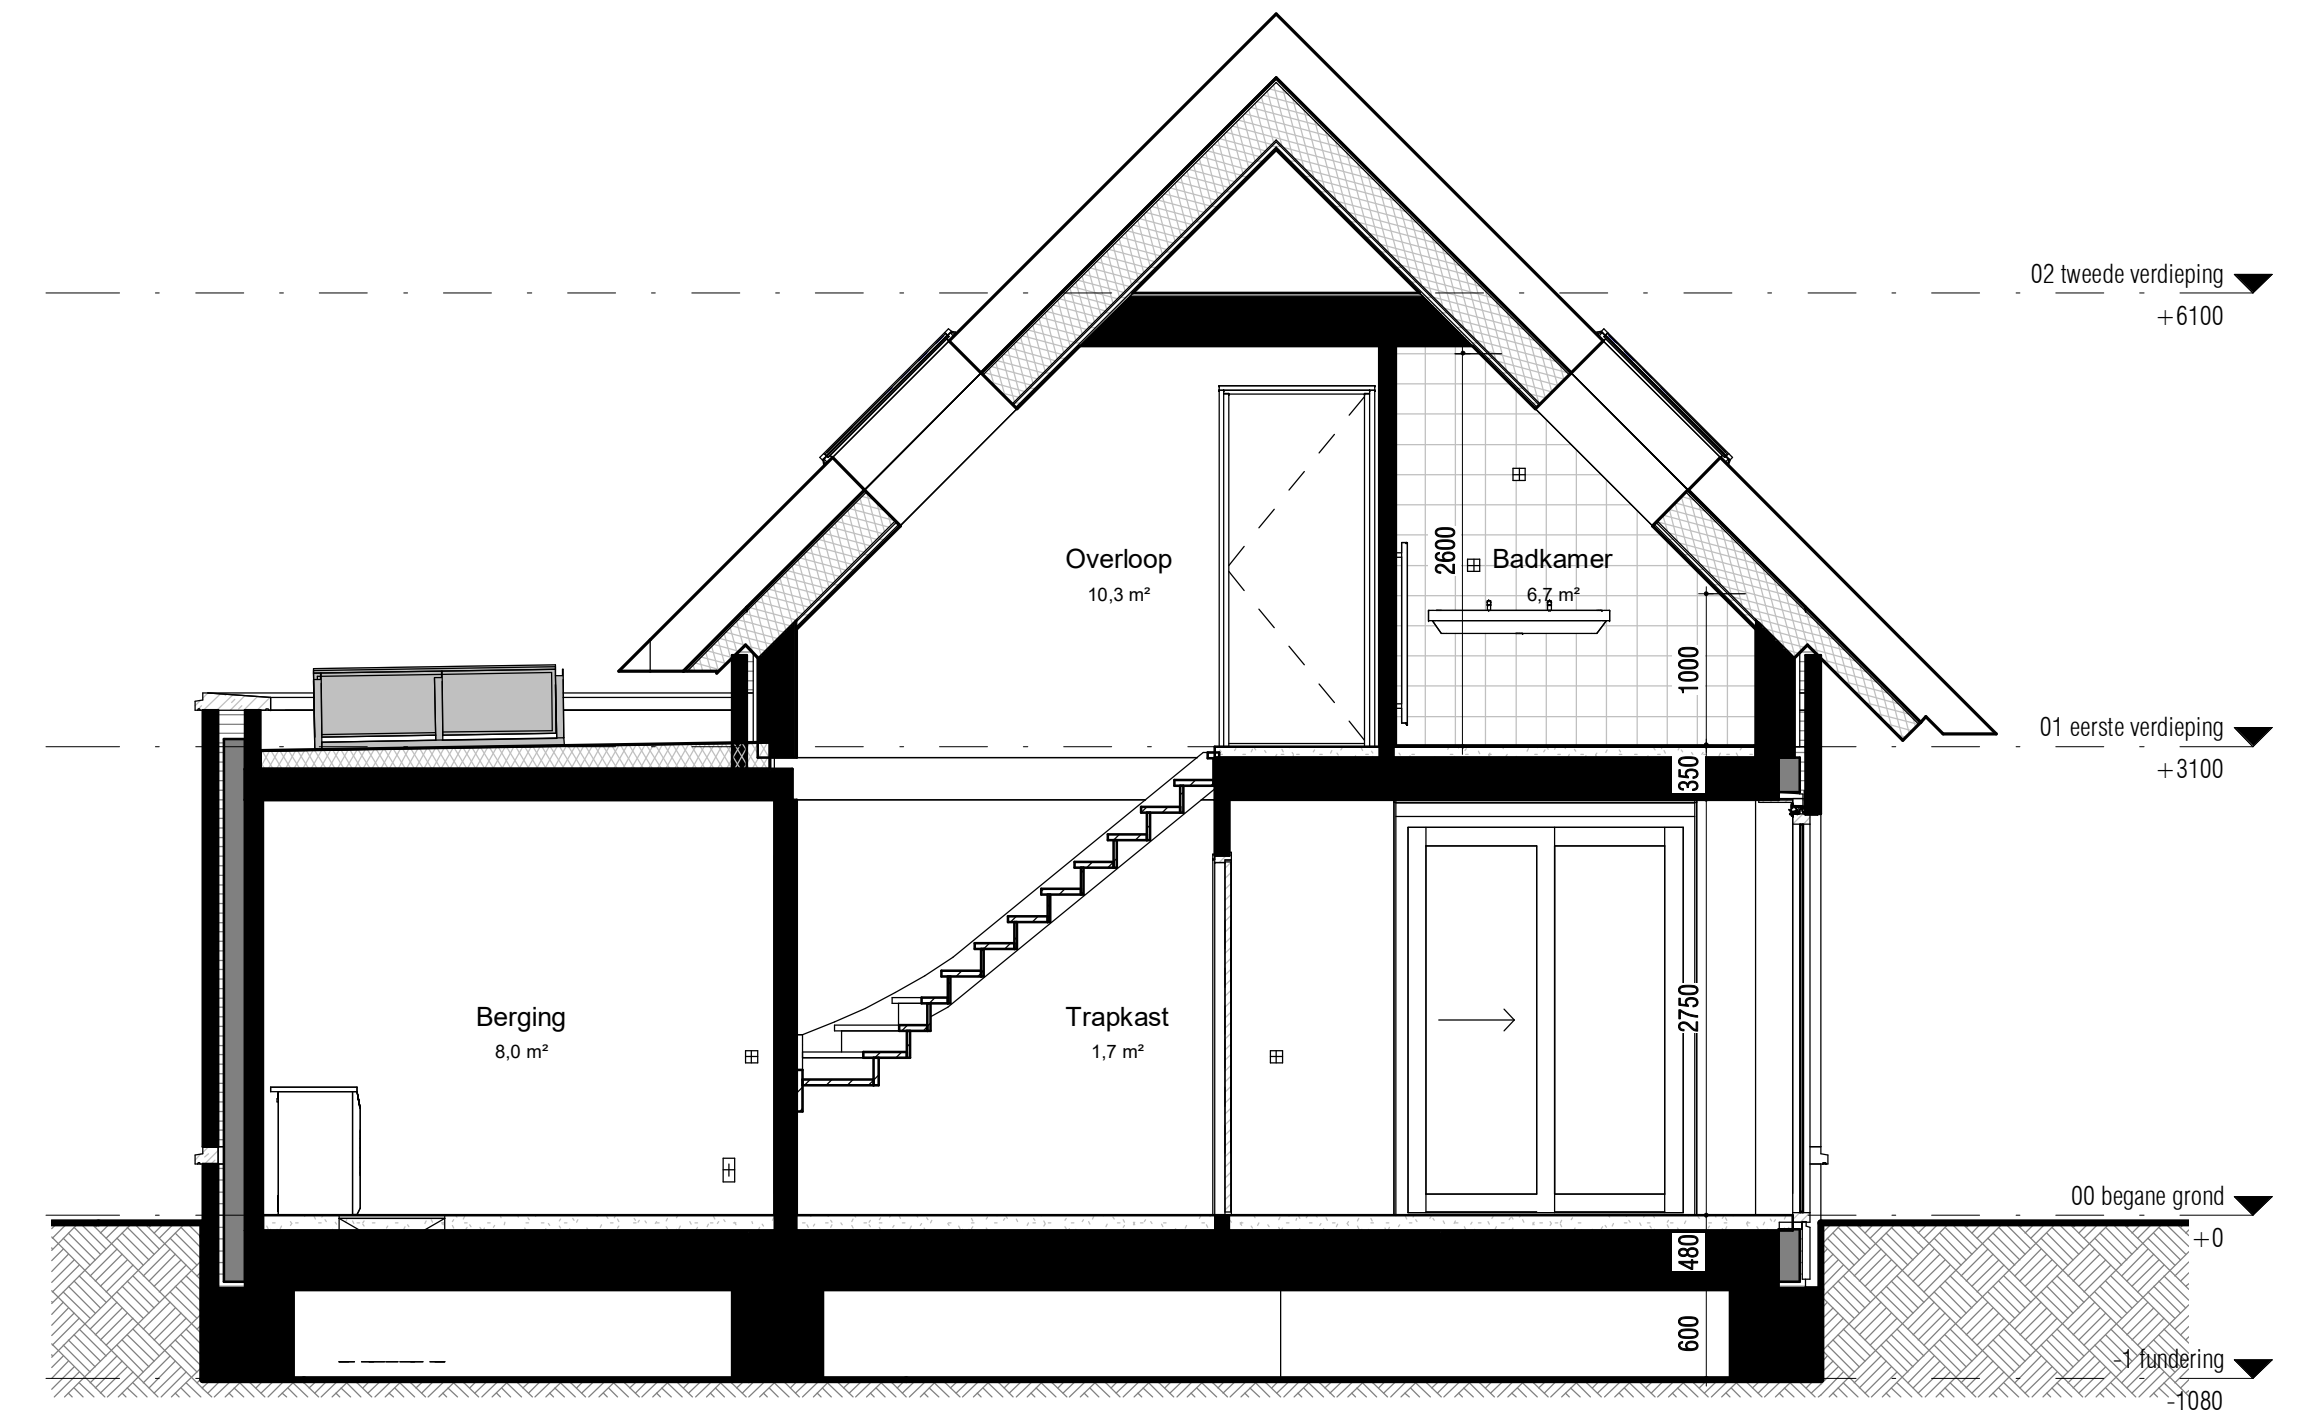 02 tweede verdieping
+6100
Overloop
10,3 m²
2600
Badkamer
6,7 m²
1000
01 eerste verdieping
+3100
350
Berging
8,0 m²
Trapkast
1,7 m²
2750
00 begane grond
+0
480
600
-1 fundering
-1080